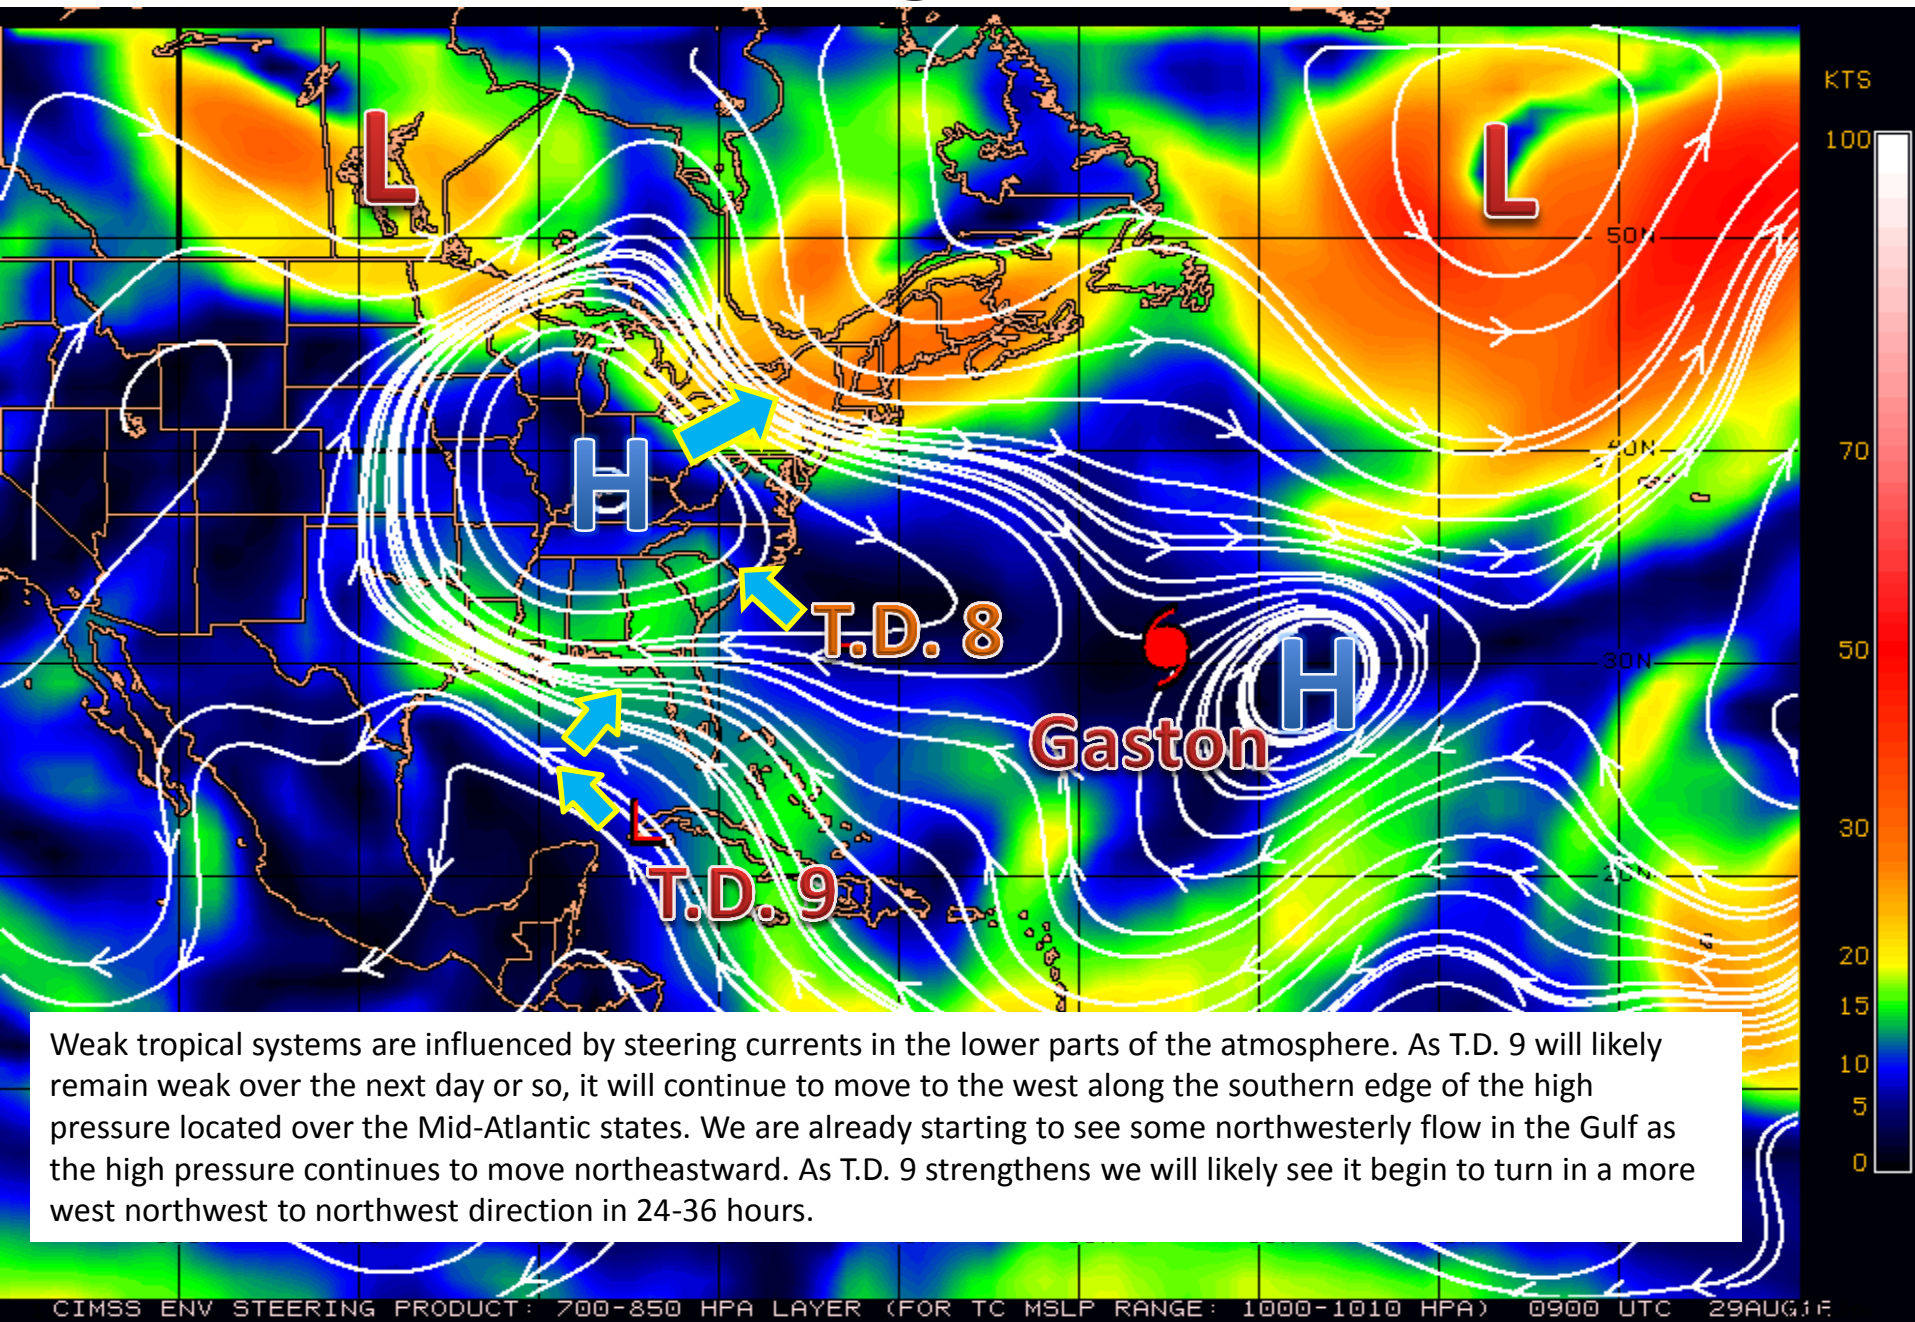 KTS
100
L
L
50N
H
40N
70
T.D. 8
H
30N
50
Gaston
30
L
T.D. 9
20
15
10
5
0
Weak tropical systems are influenced by steering currents in the lower parts of the atmosphere. As T.D. 9 will likely
remain weak over the next day or so, it will continue to move to the west along the southern edge of the high
pressure located over the Mid-Atlantic states. We are already starting to see some northwesterly flow in the Gulf as
the high pressure continues to move northeastward. As T.D. 9 strengthens we will likely see it begin to turn in a more
west northwest to northwest direction in 24-36 hours.
CIMSS ENV STEERING PRODUCT: 700-850 HPA LAYER (FOR TC MSLP RANGE: 1000-1010 HPA) 0900 UTC